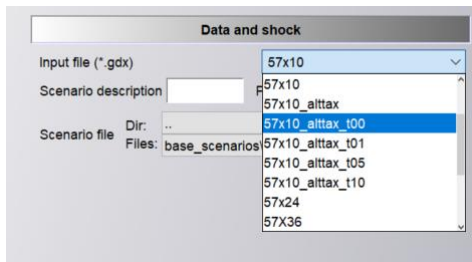 Data and shock
Input file (*.gdx) 57x10
Scenario description
57x10
57x10_alttax
Scenario file Dir: ..
57x10_alttax_t00
57x10_alttax_t01
Files: base_scenarios\
57x10_alttax_t05
57x10_alttax_t10
57x24
57X36